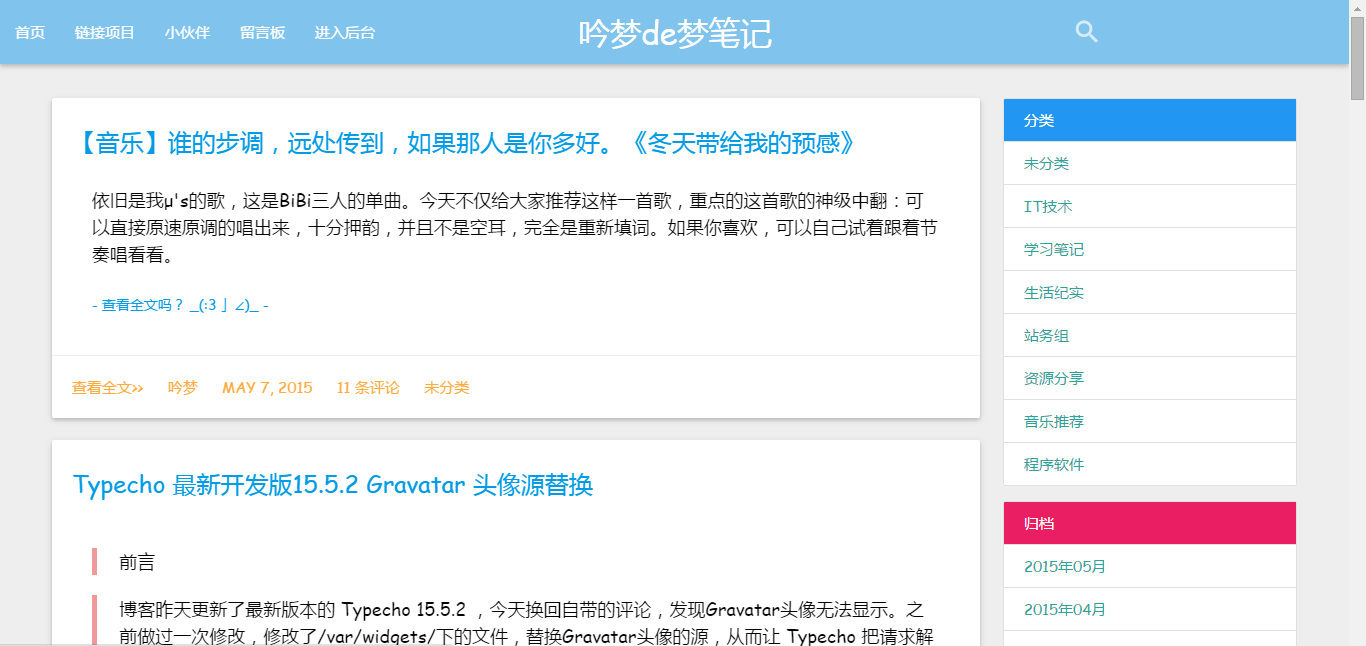 首页 链接项目 小伙伴 留言板 进入后台 吟梦de梦笔记
【音乐】谁的步调，远处传到，如果那人是你多好。《冬天带给我的预感》
依旧是我μ's的歌，这是BiBi三人的单曲。今天不仅给大家推荐这样一首歌，重点的这首歌的神级中翻：可
以直接原速原调的唱出来，十分押韵，并且不是空耳，完全是重新填词。如果你喜欢，可以自己试着跟着节
奏唱看看。
- 查看全文吗？ _(:3 」∠)_ -
查看全文>> 吟梦 MAY 7, 2015 11 条评论 未分类
Typecho 最新开发版15.5.2 Gravatar 头像源替换
前言
博客昨天更新了最新版本的 Typecho 15.5.2 ，今天换回自带的评论，发现Gravatar头像无法显示。之
前做过一次修改，修改了/var/widgets/下的文件，替换Gravatar头像的源，从而让 Typecho 把请求解
分类
未分类
IT技术
学习笔记
生活纪实
站务组
资源分享
音乐推荐
程序软件
归档
2015年05月
2015年04月